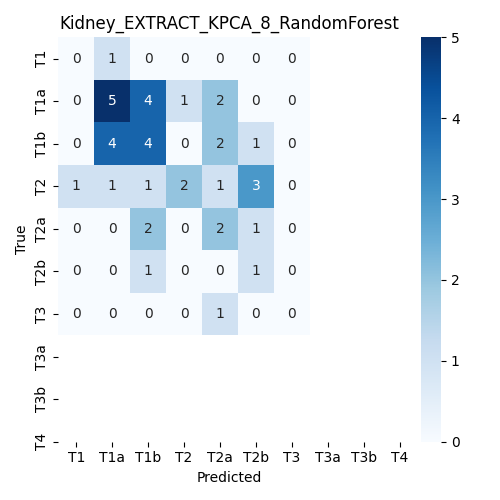 Kidney_EXTRACT_KPCA_8_RandomForest
T1 0 1 0 0 0 0 0
T1a 0 5 4 1 2 0 0
T1b 0 4 4 0 2 1 0
T2 1 1 1 2 1 3 0
T2a 0 0 2 0 2 1 0
T2b 0 0 1 0 0 1 0
T3 0 0 0 0 1 0 0
T3a
T3b
T4
True
T1 T1a T1b T2 T2a T2b T3 T3a T3b T4
Predicted
5
4
3
2
1
0